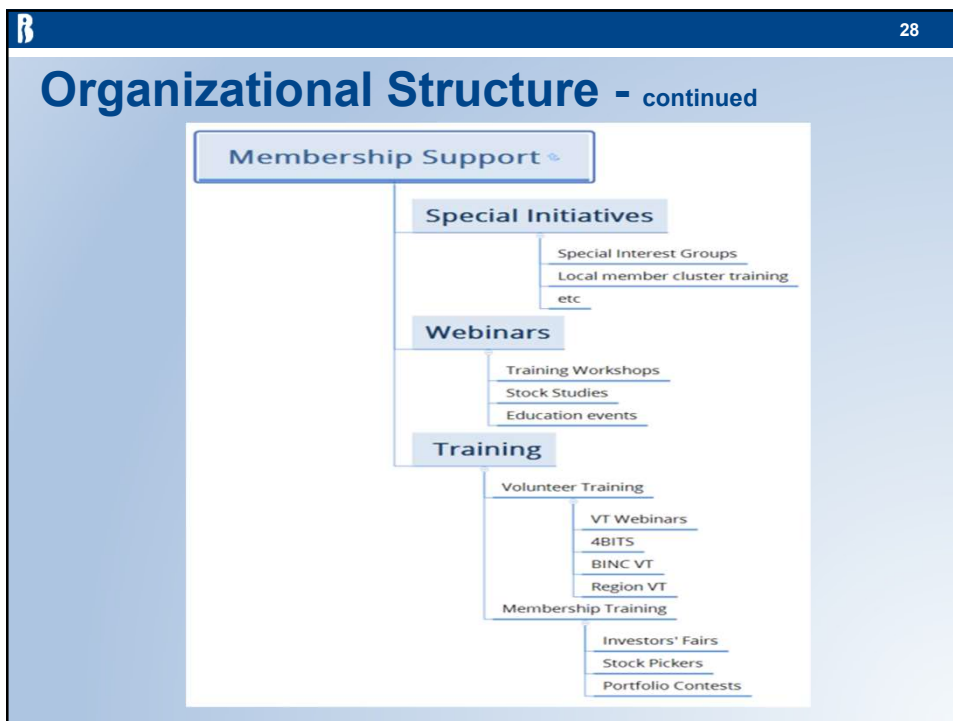 28
Organizational Structure - continued
Membership Support
Special Initiatives
Special Interest Groups
Local member cluster training
etc
Webinars
Training Workshops
Stock Studies
Education events
Training
Volunteer Training
VT Webinars
4BITS
BINC VT
Region VT
Membership Training
Investors' Fairs
Stock Pickers
Portfolio Contests